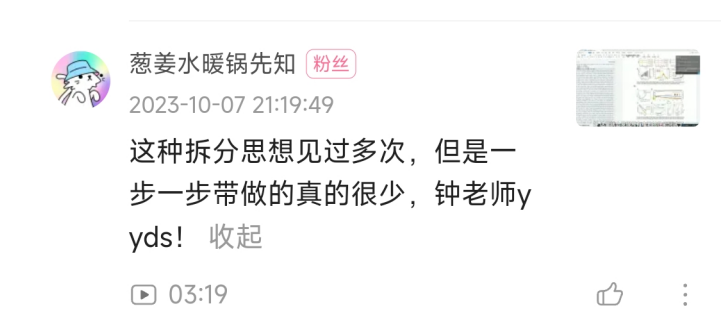 葱姜水暖锅先知 粉丝
2023-10-07 21:19:49
这种拆分思想见过多次，但是一
步一步带做的真的很少，钟老师y
yds！ 收起
03:19